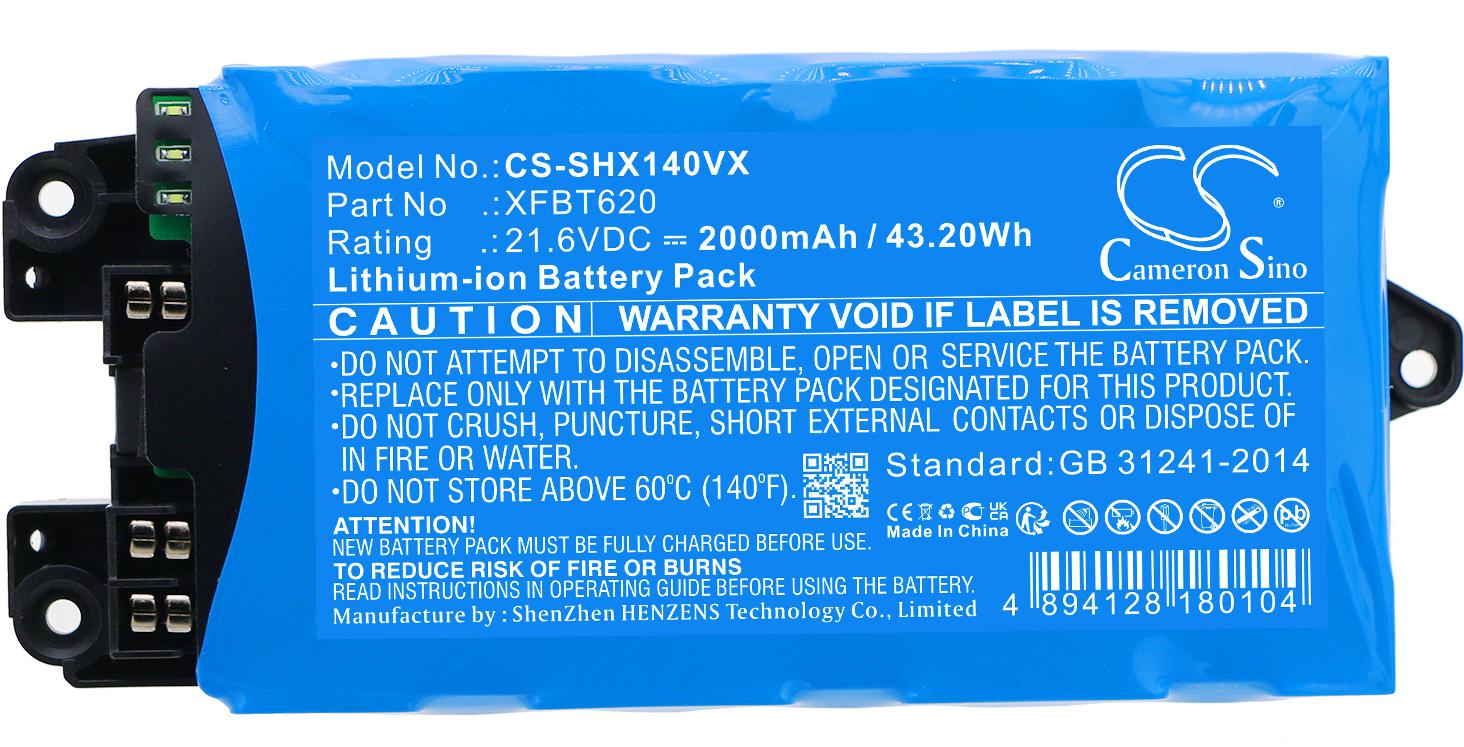 Model No.: CS-SHX140VX
Part No .: XFBT620
Rating .: 21.6VDC ⎓ 2000mAh / 43.20Wh
Lithium-ion Battery Pack
CS ®
Cameron Sino
CAUTION | WARRANTY VOID IF LABEL IS REMOVED
•DO NOT ATTEMPT TO DISASSEMBLE, OPEN OR SERVICE THE BATTERY PACK.
•REPLACE ONLY WITH THE BATTERY PACK DESIGNATED FOR THIS PRODUCT.
•DO NOT CRUSH, PUNCTURE, SHORT EXTERNAL CONTACTS OR DISPOSE OF
IN FIRE OR WATER.
•DO NOT STORE ABOVE 60°C (140°F).
Standard: GB 31241-2014
CE UK CA
Made In China
Pb
ATTENTION!
NEW BATTERY PACK MUST BE FULLY CHARGED BEFORE USE.
TO REDUCE RISK OF FIRE OR BURNS
READ INSTRUCTIONS IN OPERATING GUIDE BEFORE USING THE BATTERY.
Manufacture by : ShenZhen HENZENS Technology Co., Limited
4 894128 180104